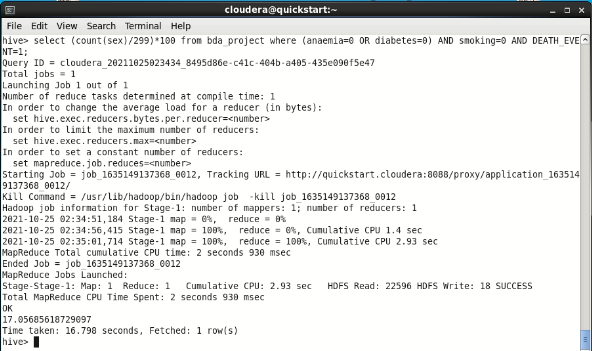 cloudera@quickstart:~
File Edit View Search Terminal Help
hive> select (count(sex)/299)*100 from bda_project where (anaemia=0 OR diabetes=0) AND smoking=0 AND DEATH_EVE
NT=1;
Query ID = cloudera_20211025023434_8495d86e-c41c-404b-a405-435e090f5e47
Total jobs = 1
Launching Job 1 out of 1
Number of reduce tasks determined at compile time: 1
In order to change the average load for a reducer (in bytes):
  set hive.exec.reducers.bytes.per.reducer=<number>
In order to limit the maximum number of reducers:
  set hive.exec.reducers.max=<number>
In order to set a constant number of reducers:
  set mapreduce.job.reduces=<number>
Starting Job = job_1635149137368_0012, Tracking URL = http://quickstart.cloudera:8088/proxy/application_163514
9137368_0012/
Kill Command = /usr/lib/hadoop/bin/hadoop job  -kill job_1635149137368_0012
Hadoop job information for Stage-1: number of mappers: 1; number of reducers: 1
2021-10-25 02:34:51,184 Stage-1 map = 0%,  reduce = 0%
2021-10-25 02:34:56,415 Stage-1 map = 100%,  reduce = 0%, Cumulative CPU 1.4 sec
2021-10-25 02:35:01,714 Stage-1 map = 100%,  reduce = 100%, Cumulative CPU 2.93 sec
MapReduce Total cumulative CPU time: 2 seconds 930 msec
Ended Job = job_1635149137368_0012
MapReduce Jobs Launched:
Stage-Stage-1: Map: 1  Reduce: 1   Cumulative CPU: 2.93 sec   HDFS Read: 22596 HDFS Write: 18 SUCCESS
Total MapReduce CPU Time Spent: 2 seconds 930 msec
OK
17.05685618729097
Time taken: 16.798 seconds, Fetched: 1 row(s)
hive>